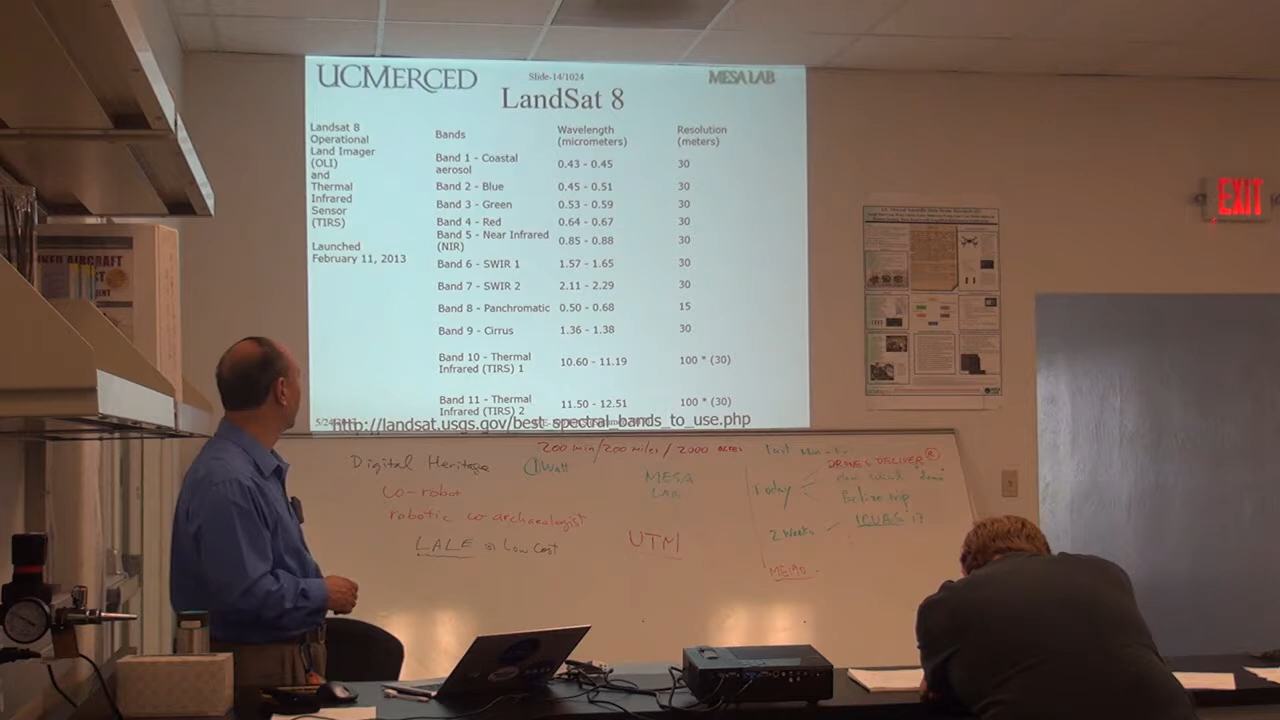 UCMERCED
Slide-14/1024
MESA LAB
LandSat 8
Landsat 8
Operational
Land Imager
(OLI)
and
Thermal
Infrared
Sensor
(TIRS)
Launched
February 11, 2013
Bands Wavelength (micrometers) Resolution (meters)
Band 1 - Coastal aerosol 0.43 - 0.45 30
Band 2 - Blue 0.45 - 0.51 30
Band 3 - Green 0.53 - 0.59 30
Band 4 - Red 0.64 - 0.67 30
Band 5 - Near Infrared (NIR) 0.85 - 0.88 30
Band 6 - SWIR 1 1.57 - 1.65 30
Band 7 - SWIR 2 2.11 - 2.29 30
Band 8 - Panchromatic 0.50 - 0.68 15
Band 9 - Cirrus 1.36 - 1.38 30
Band 10 - Thermal Infrared (TIRS) 1 10.60 - 11.19 100 * (30)
Band 11 - Thermal Infrared (TIRS) 2 11.50 - 12.51 100 * (30)
http://landsat.usgs.gov/best_spectral_bands_to_use.php
EXIT
AIRCRAFT
200 min/200 miles/2000 acres
Digital Heritage
1 Watt
MESA
LAB
co-robot
robotic co-archaeologist
LALE Low Cost
UTM
DRONES DELIVER ®
Today
Belize trip
2 Weeks
ICUAS 17